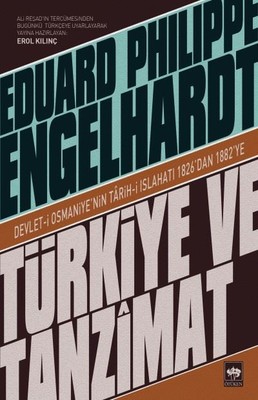 ALİ REŞAD'IN TERCÜMESİNDEN
BUGÜNKÜ TÜRKÇEYE UYARLAYARAK
YAYINA HAZIRLAYAN:
EROL KILINÇ
EDUARD PHILIPPE
ENGELHARDT
DEVLET-İ OSMANİYE'NİN TÂRİH-İ ISLAHATI 1826'DAN 1882'YE
TÜRKİYE VE
TANZÎMAT
ÖTÜKEN